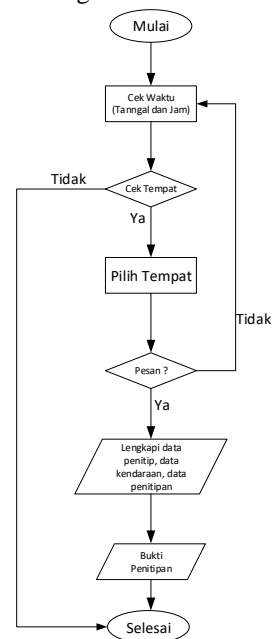 Mulai
Cek Waktu
(Tanngal dan Jam)
Tidak
Cek Tempat
Ya
Pilih Tempat
Tidak
Pesan ?
Ya
Lengkapi data
penitip, data
kendaraan, data
penitipan
Bukti
Penitipan
Selesai